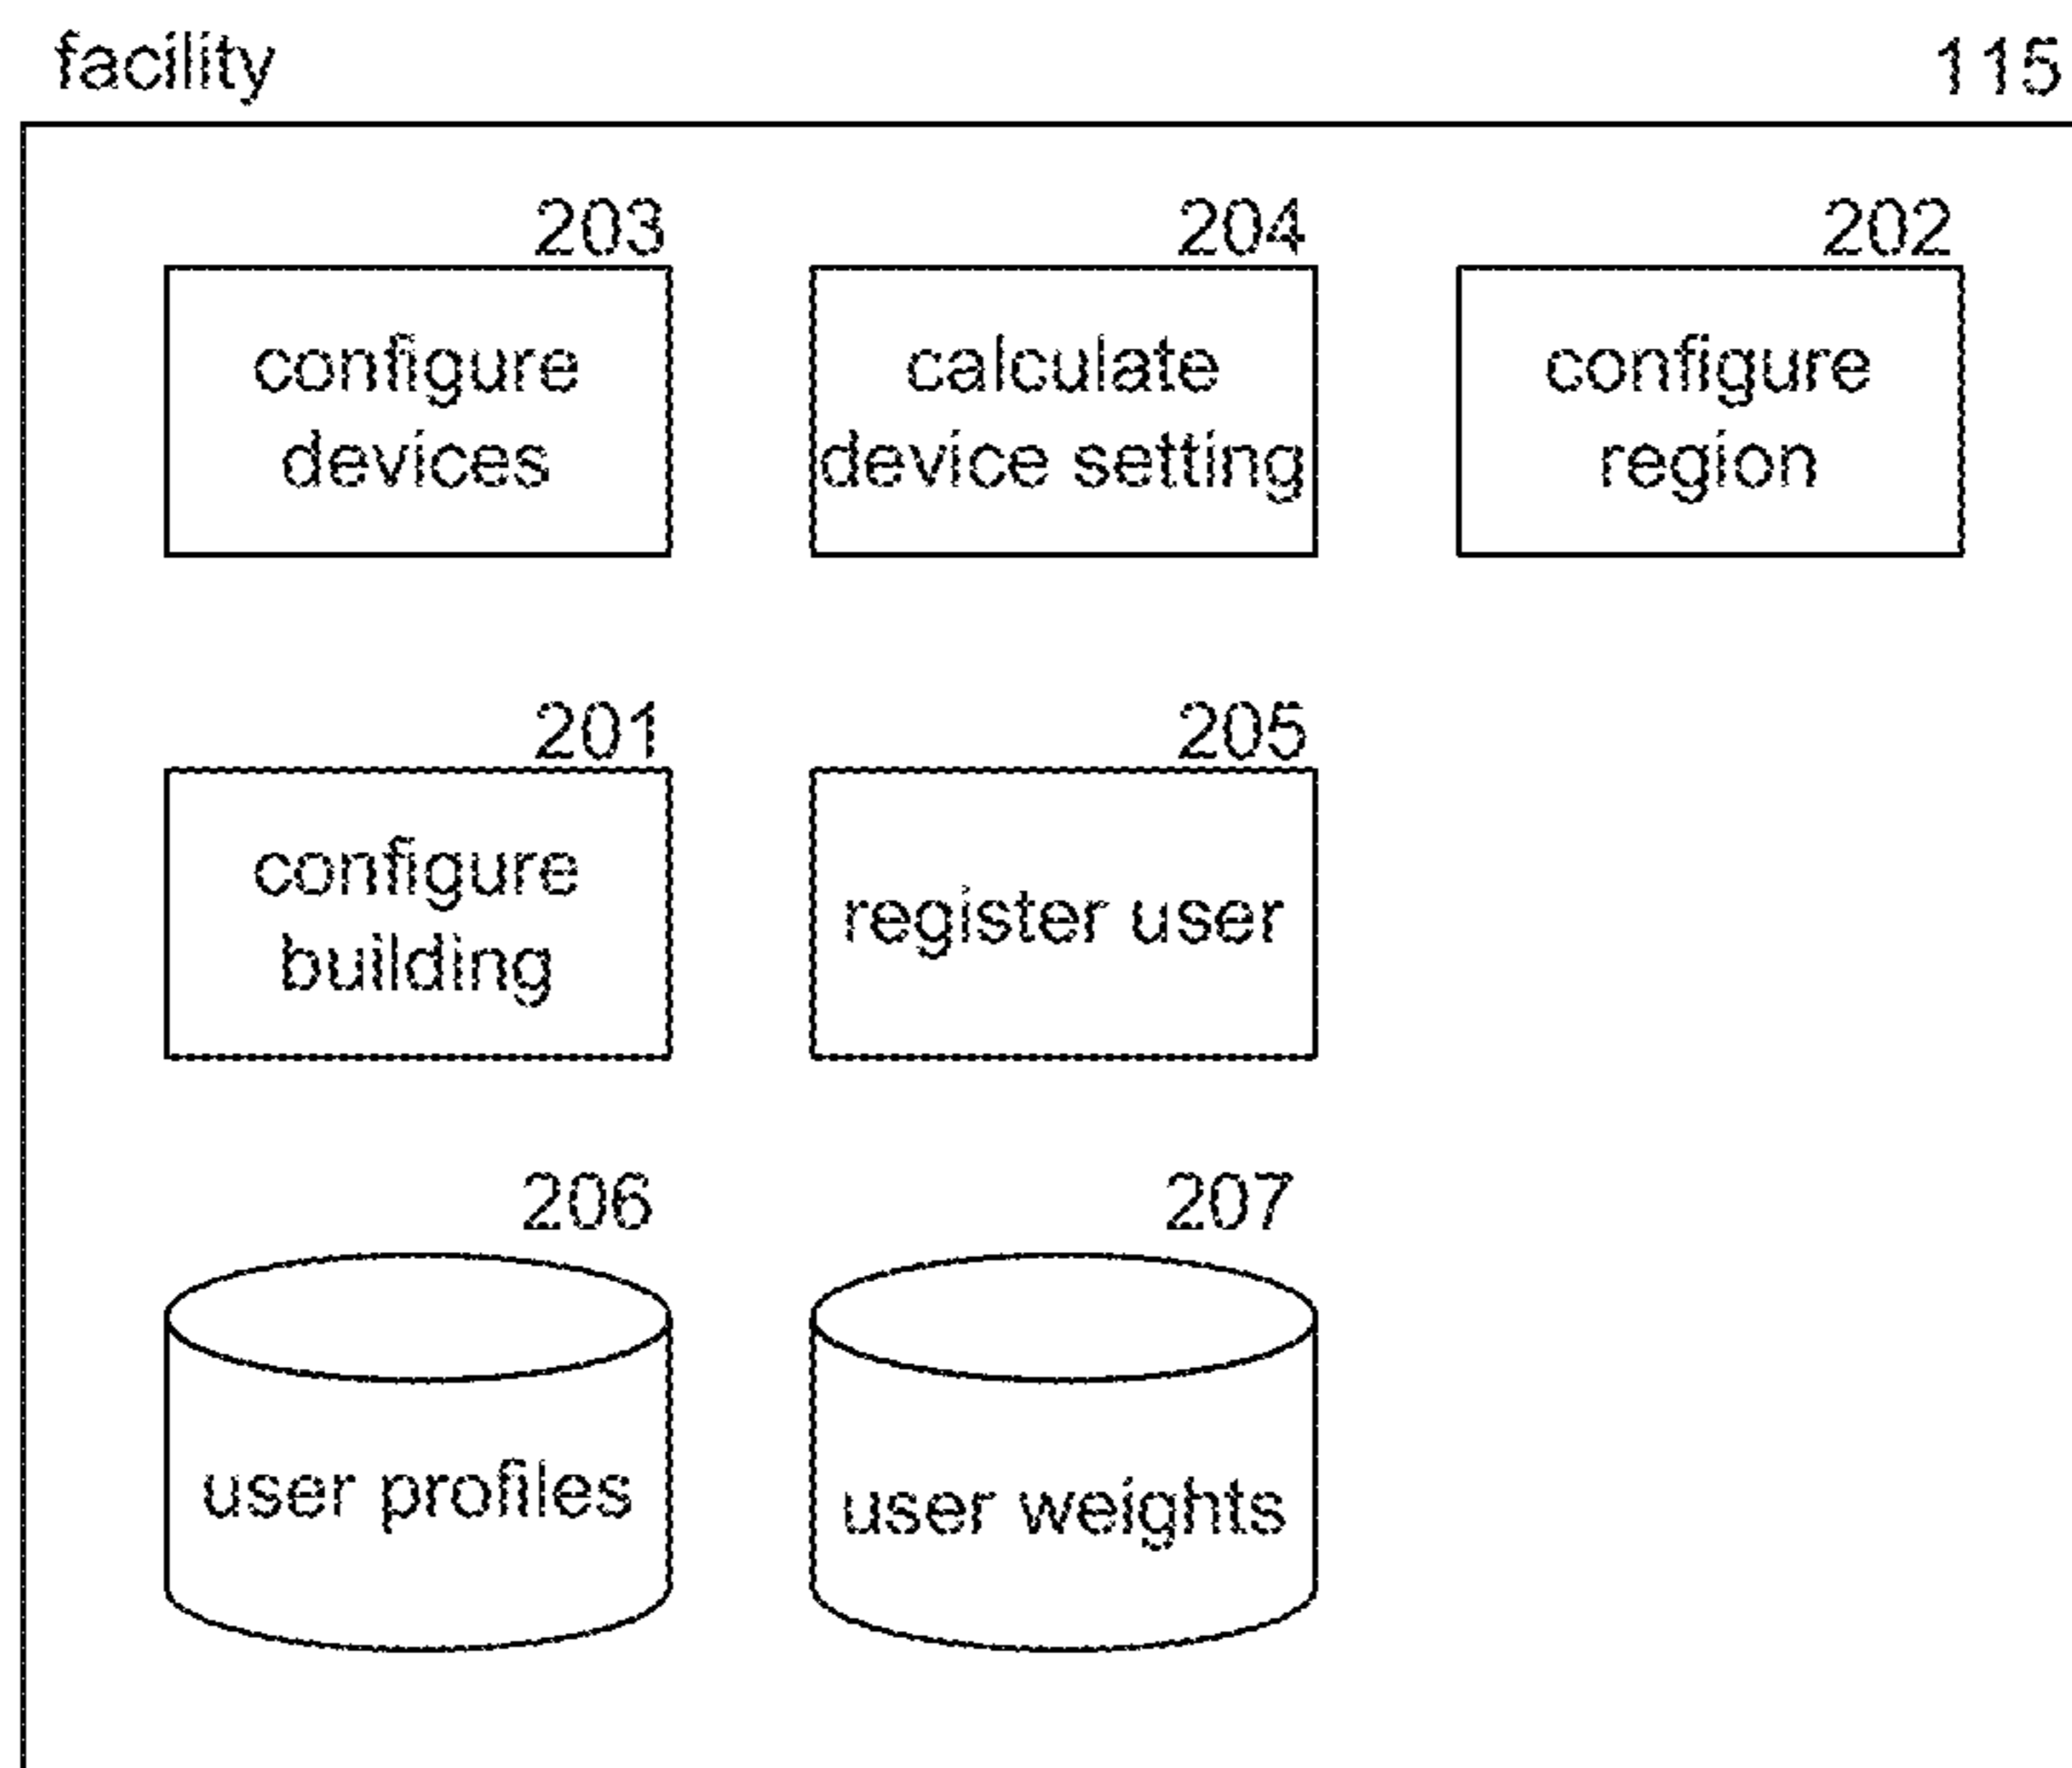 facility
115
203
204
202
configure
devices
calculate
device setting
configure
region
201
205
configure
building
register user
206
207
user profiles
user weights